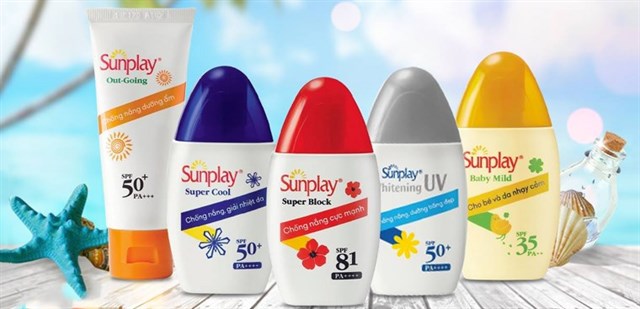 Sunplay®
Out-Going
Chống nắng dưỡng ẩm
SPF
50+
PA+++
Sunplay®
Super Cool
Chống nắng, giải nhiệt da
SPF
50+
PA++++
Sunplay®
Super Block
Chống nắng cực mạnh
SPF
81
PA++++
Sunplay®
Whitening UV
Chống nắng, dưỡng trắng đẹp
SPF
50+
PA++++
Sunplay®
Baby Mild
Cho bé và da nhạy cảm
SPF
35
PA++